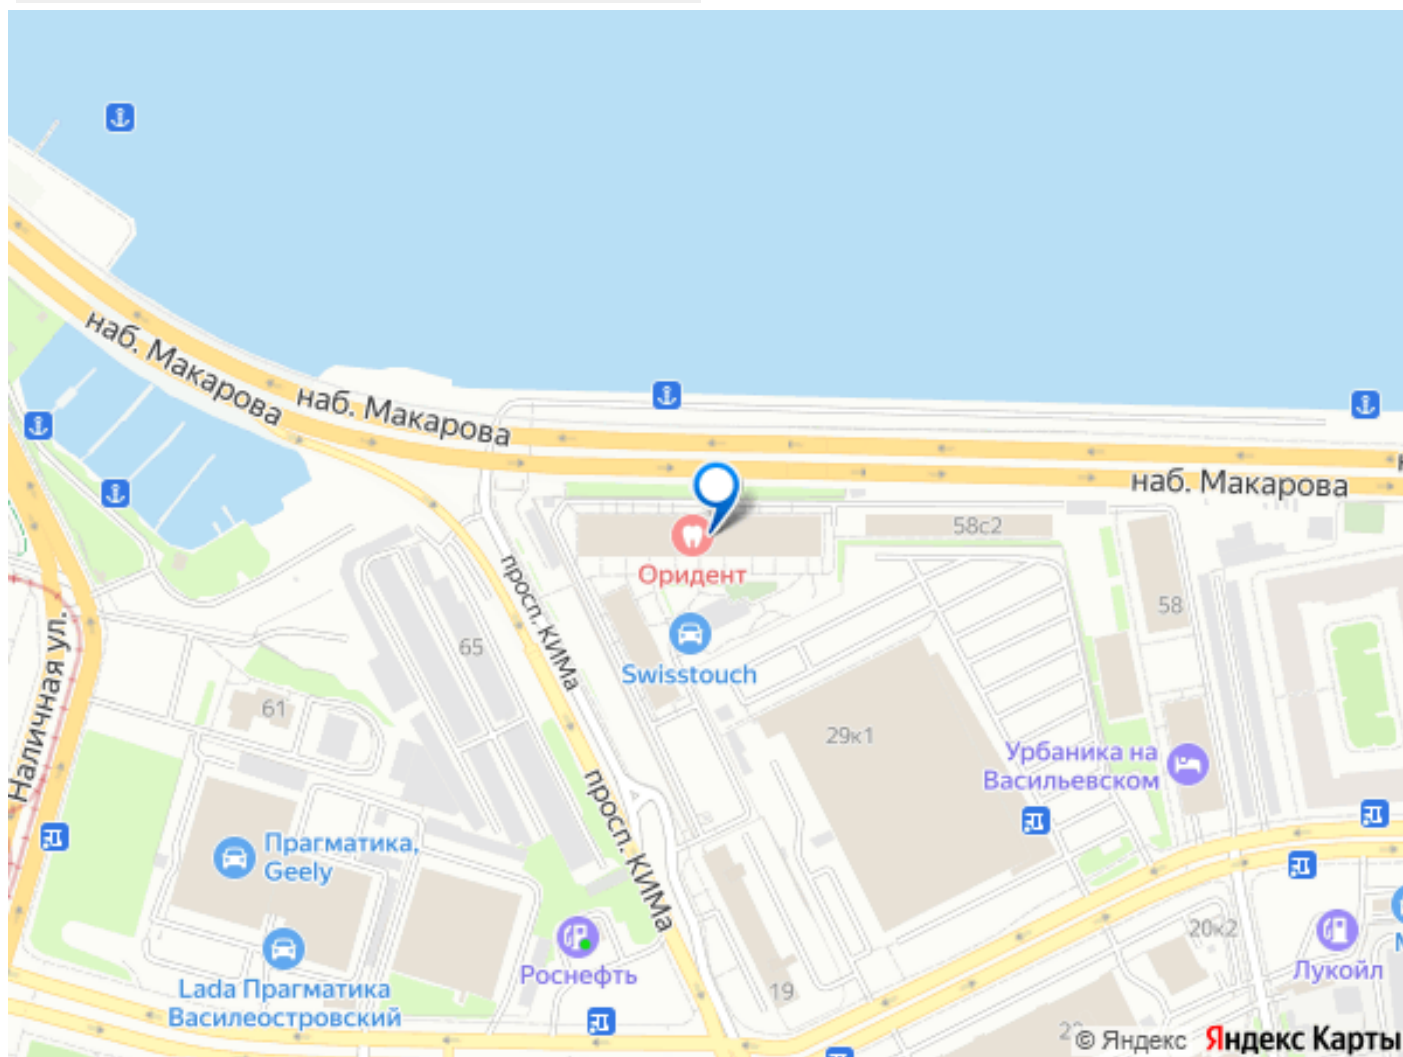 наб. Макарова
наб. Макарова
наб. Макарова
58с2
Оридент
просп. КИМа
58
Наличная ул.
65
Swisstouch
61
29к1
Урбаника на
Васильевском
просп. КИМа
Прагматика,
Geely
20к2
Роснефть
Лукойл
19
Lada Прагматика
Василеостровский
© Яндекс Яндекс Карты